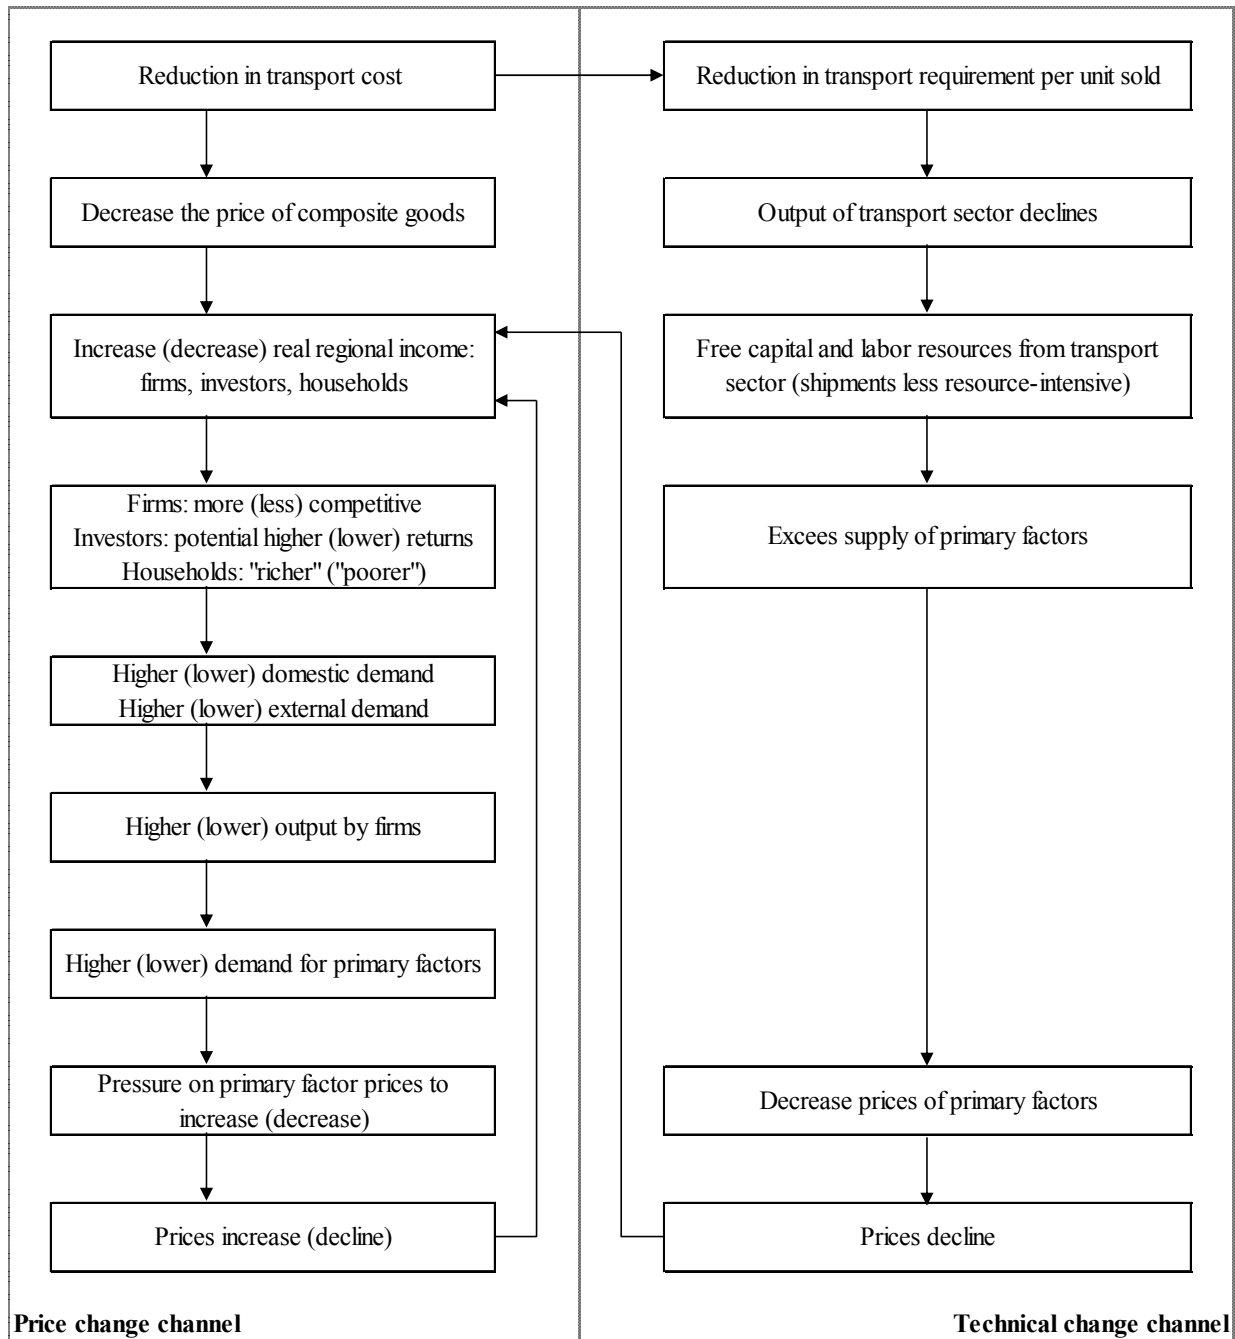 Reduction in transport cost
Decrease the price of composite goods
Increase (decrease) real regional income:
firms, investors, households
Firms: more (less) competitive
Investors: potential higher (lower) returns
Households: "richer" ("poorer")
Higher (lower) domestic demand
Higher (lower) external demand
Higher (lower) output by firms
Higher (lower) demand for primary factors
Pressure on primary factor prices to
increase (decrease)
Prices increase (decline)
Price change channel
Reduction in transport requirement per unit sold
Output of transport sector declines
Free capital and labor resources from transport
sector (shipments less resource-intensive)
Excees supply of primary factors
Decrease prices of primary factors
Prices decline
Technical change channel